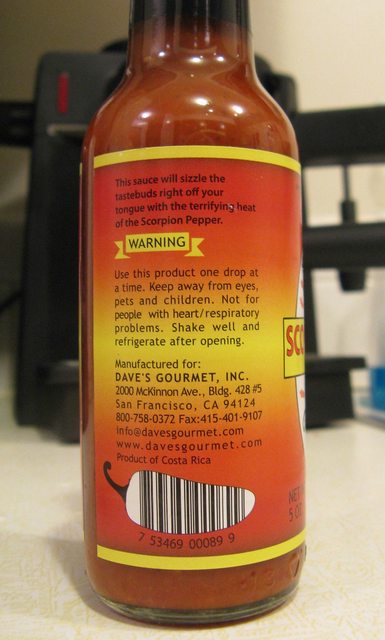 This sauce will sizzle the
tastebuds right off your
tongue with the terrifying heat
of the Scorpion Pepper.
WARNING
Use this product one drop at
a time. Keep away from eyes,
pets and children. Not for
people with heart/respiratory
problems. Shake well and
refrigerate after opening.
Manufactured for:
DAVE'S GOURMET, INC.
2000 McKinnon Ave., Bldg. 428 #5
San Francisco, CA 94124
800-758-0372 Fax:415-401-9107
info@davesgourmet.com
www.davesgourmet.com
Product of Costa Rica
7 53469 00089 9
NET